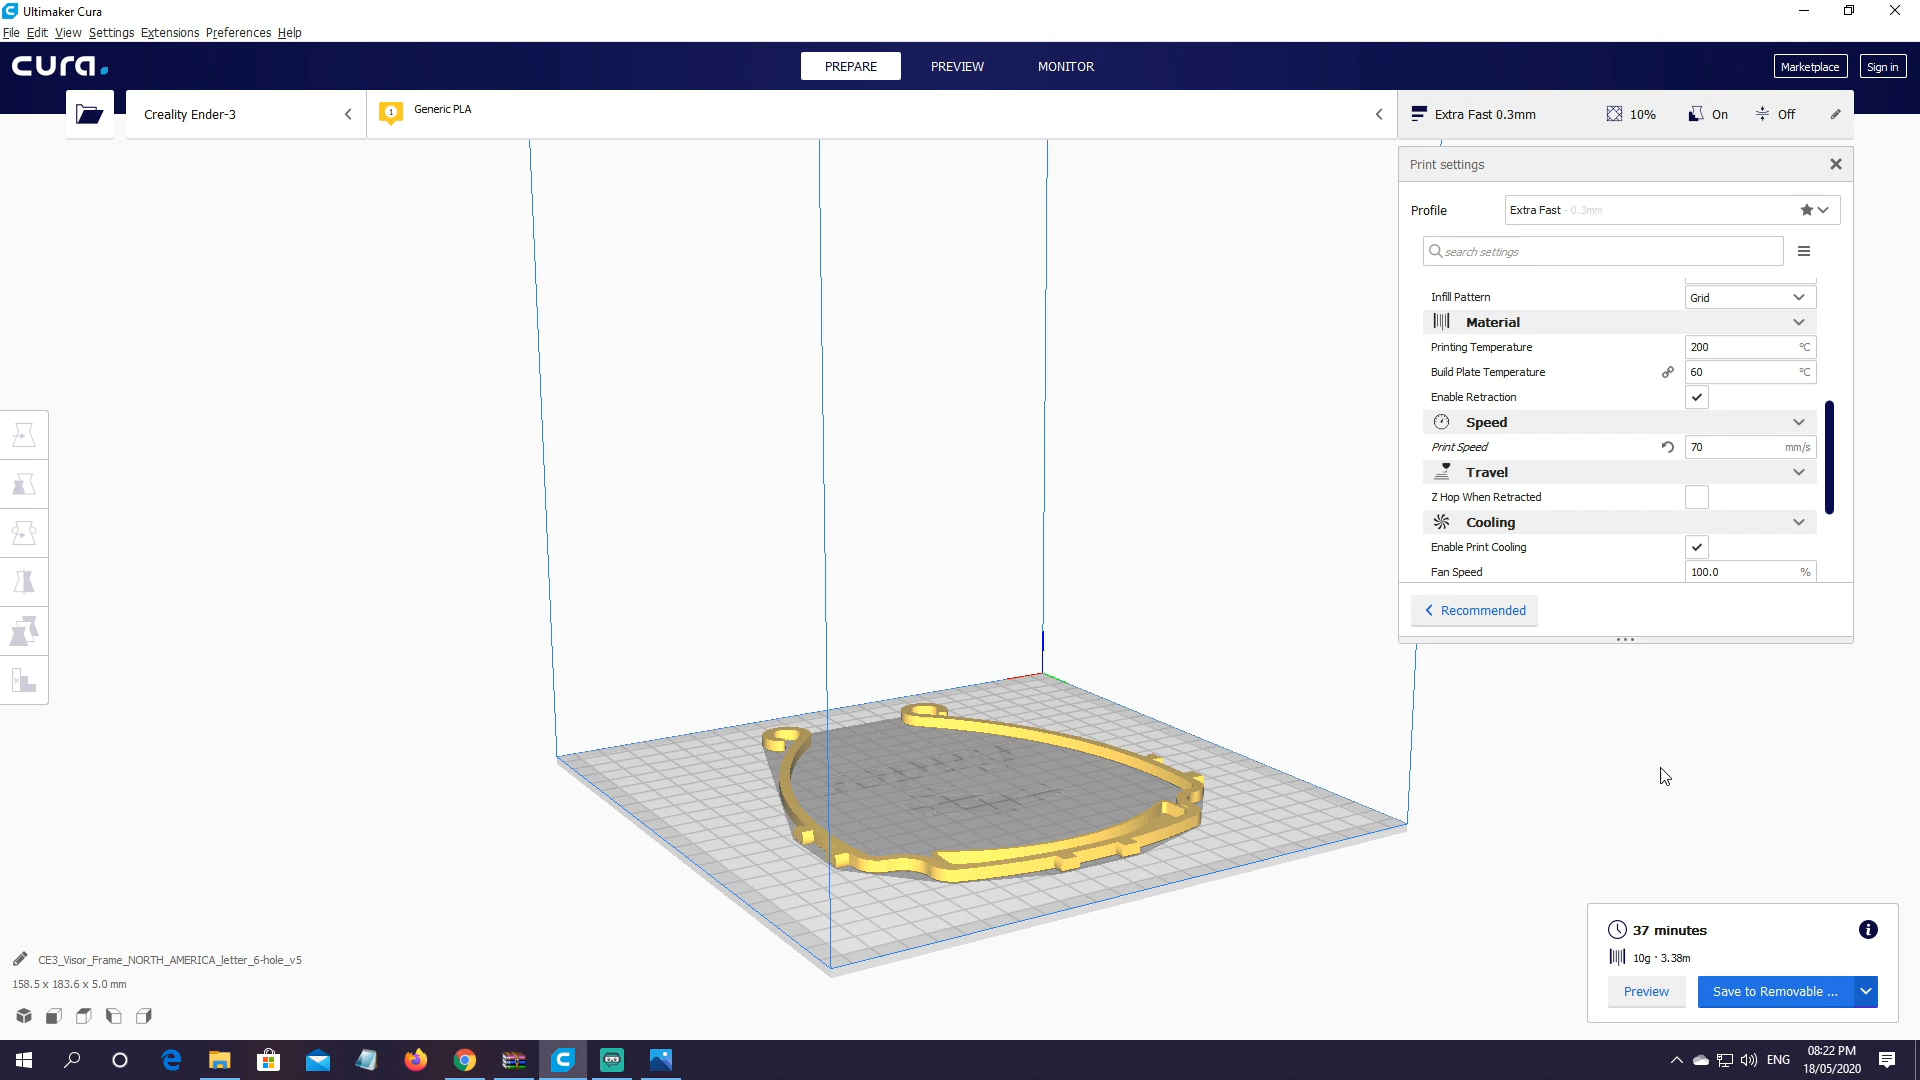 Ultimaker Cura
File Edit View Settings Extensions Preferences Help
cura.
PREPARE PREVIEW MONITOR
Marketplace Sign in
Creality Ender-3
1 Generic PLA
Extra Fast 0.3mm 10% On Off
Print settings
Profile Extra Fast - 0.3mm
search settings
Infill Pattern Grid
Material
Printing Temperature 200 °C
Build Plate Temperature 60 °C
Enable Retraction
Speed
Print Speed 70 mm/s
Travel
Z Hop When Retracted
Cooling
Enable Print Cooling
Fan Speed 100.0 %
Recommended
37 minutes
10g · 3.38m
Preview Save to Removable ...
CE3_Visor_Frame_NORTH_AMERICA_letter_6-hole_v5
158.5 x 183.6 x 5.0 mm
ENG
08:22 PM
18/05/2020